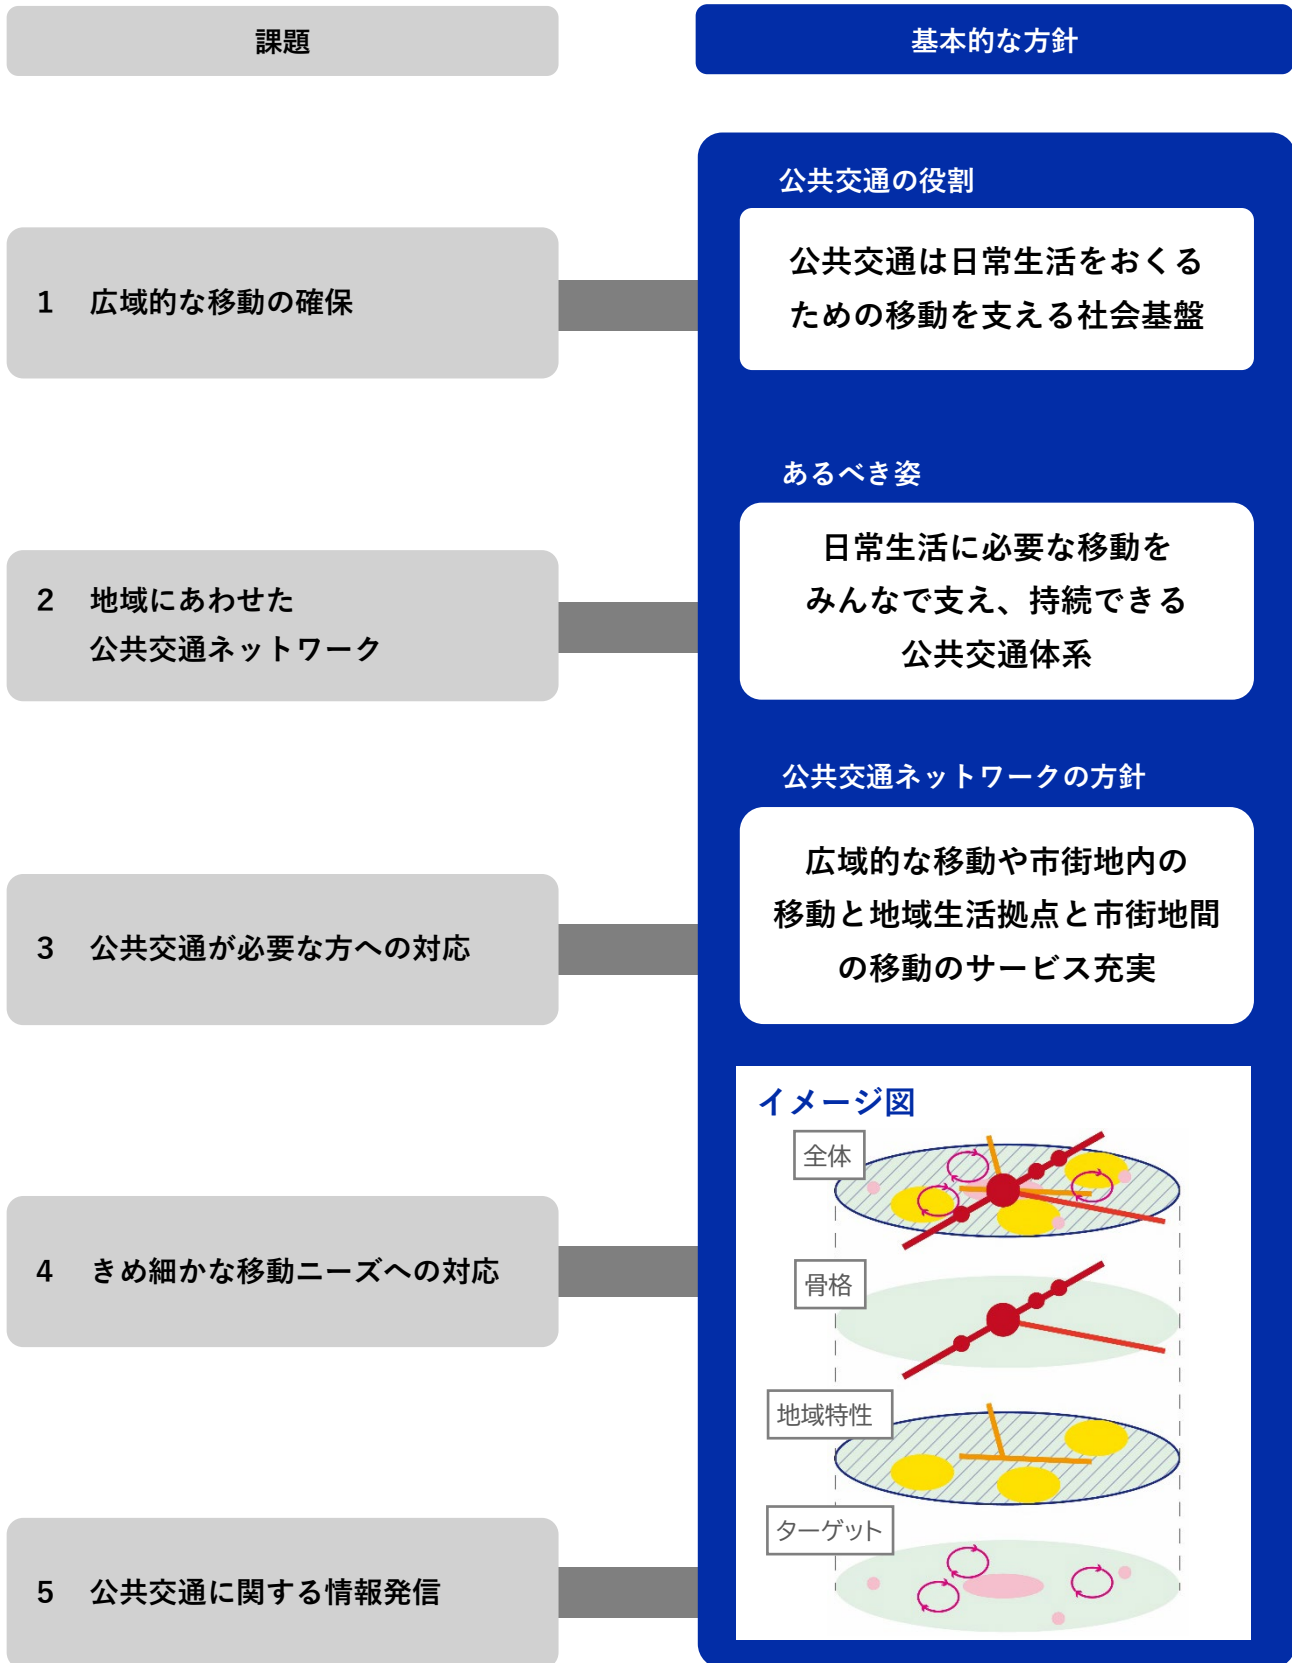 課題
基本的な方針
1 広域的な移動の確保
2 地域にあわせた
公共交通ネットワーク
3 公共交通が必要な方への対応
4 きめ細かな移動ニーズへの対応
5 公共交通に関する情報発信
公共交通の役割
公共交通は日常生活をおくる
ための移動を支える社会基盤
あるべき姿
日常生活に必要な移動を
みんなで支え、持続できる
公共交通体系
公共交通ネットワークの方針
広域的な移動や市街地内の
移動と地域生活拠点と市街地間
の移動のサービス充実
イメージ図
全体
骨格
地域特性
ターゲット